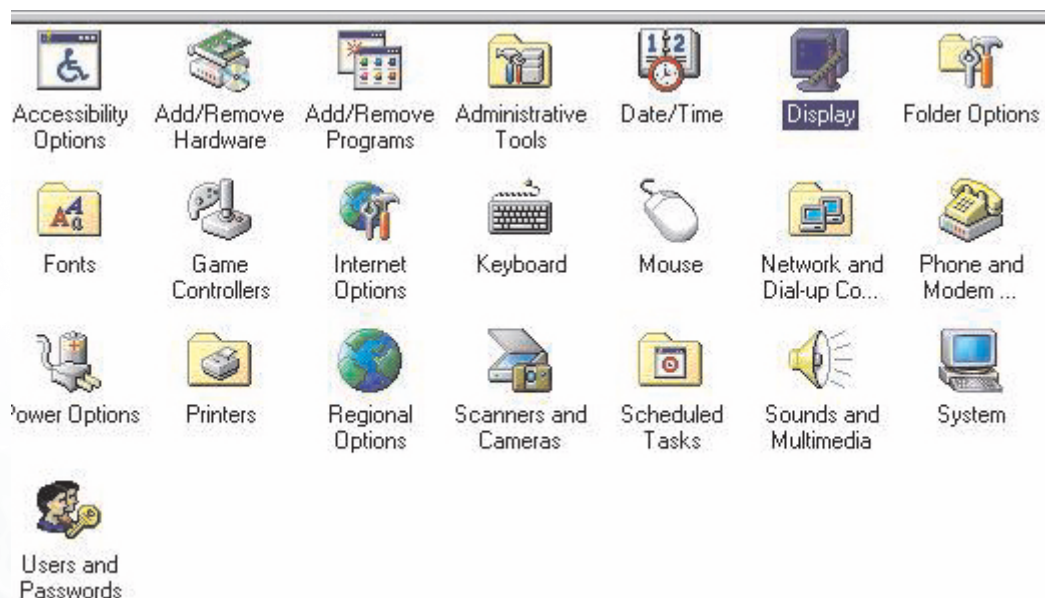 Accessibility Options
Add/Remove Hardware
Add/Remove Programs
Administrative Tools
Date/Time
Display
Folder Options
Fonts
Game Controllers
Internet Options
Keyboard
Mouse
Network and Dial-up Co...
Phone and Modem ...
Power Options
Printers
Regional Options
Scanners and Cameras
Scheduled Tasks
Sounds and Multimedia
System
Users and Passwords